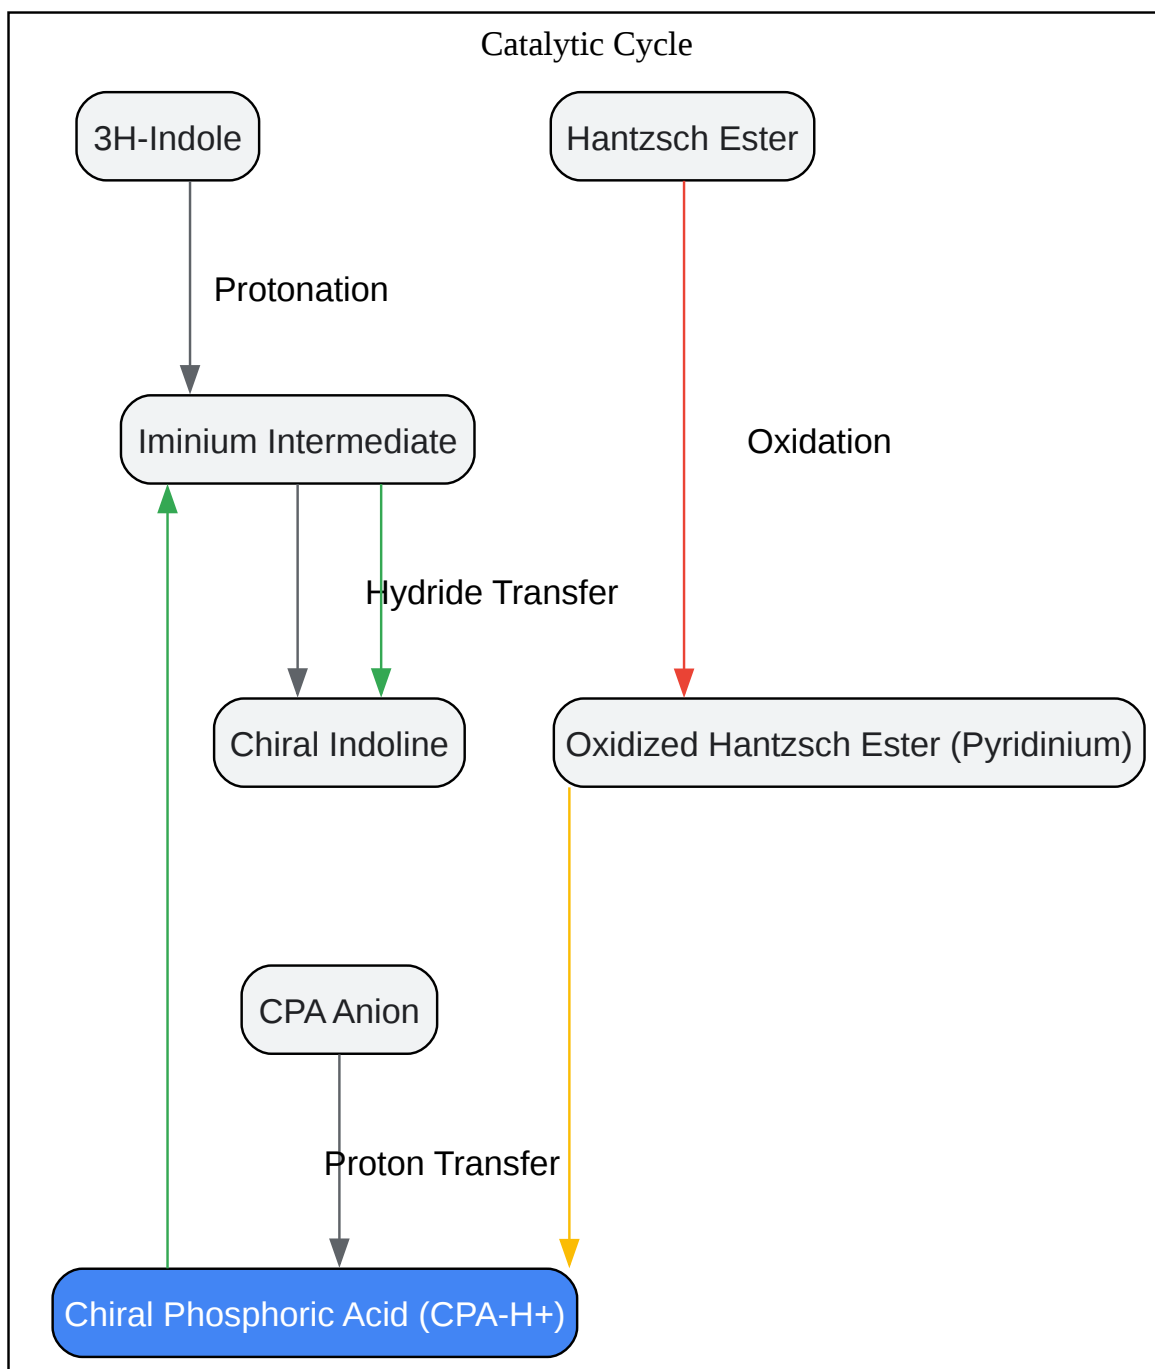 Catalytic Cycle
3H-Indole
Hantzsch Ester
Protonation
Iminium Intermediate
Oxidation
Hydride Transfer
Chiral Indoline
Oxidized Hantzsch Ester (Pyridinium)
CPA Anion
Proton Transfer
Chiral Phosphoric Acid (CPA-H+)